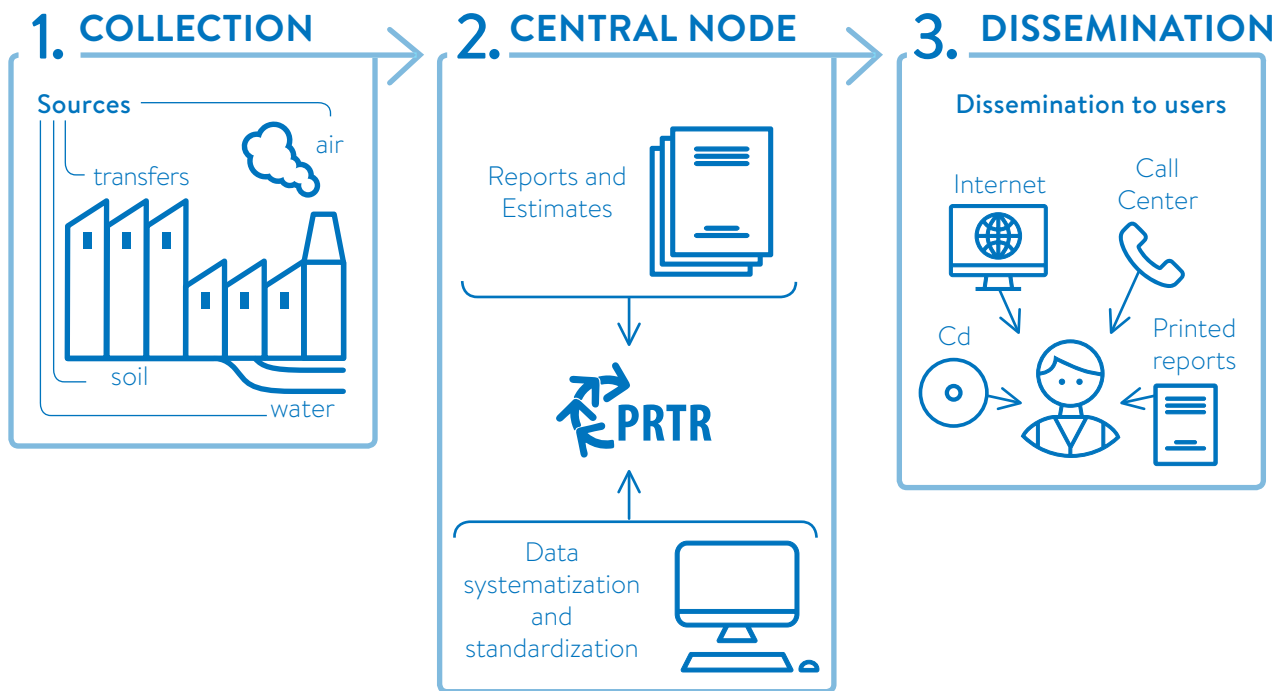 1. COLLECTION
Sources
air
transfers
soil
water
2. CENTRAL NODE
Reports and
Estimates
PRTR
Data
systematization
and
standardization
3. DISSEMINATION
Dissemination to users
Internet
Call
Center
Cd
Printed
reports